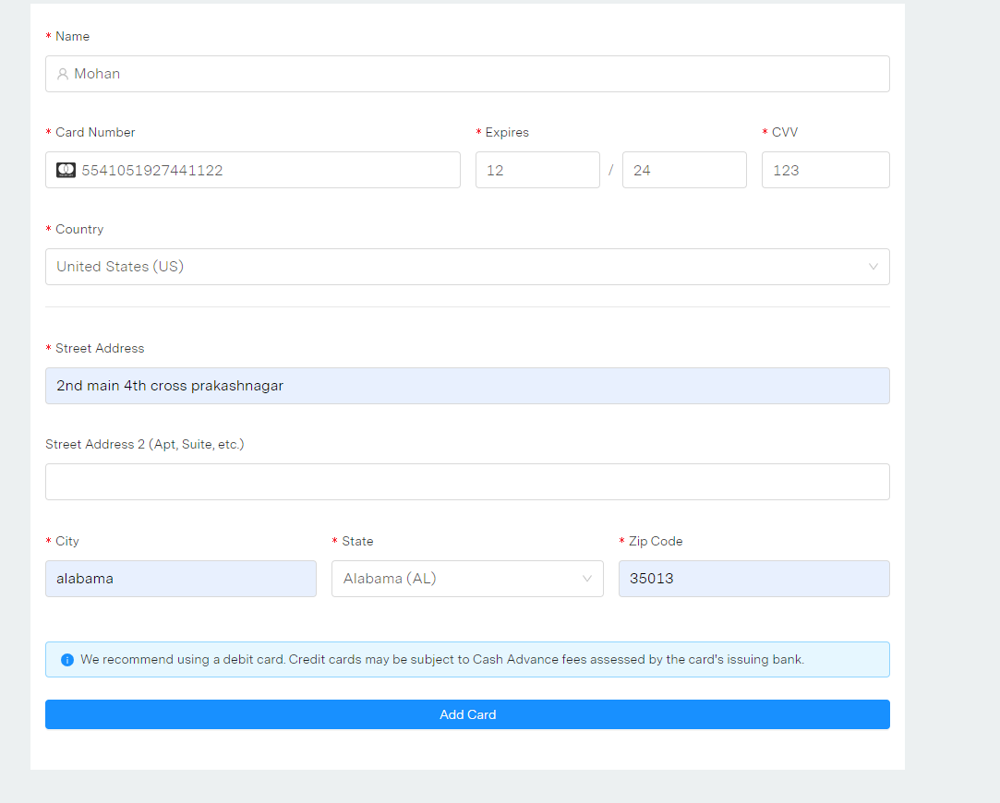 * Name
Mohan
* Card Number * Expires * CVV
5541051927441122 12 / 24 123
* Country
United States (US)
* Street Address
2nd main 4th cross prakashnagar
Street Address 2 (Apt, Suite, etc.)
* City * State * Zip Code
alabama Alabama (AL) 35013
We recommend using a debit card. Credit cards may be subject to Cash Advance fees assessed by the card's issuing bank.
Add Card